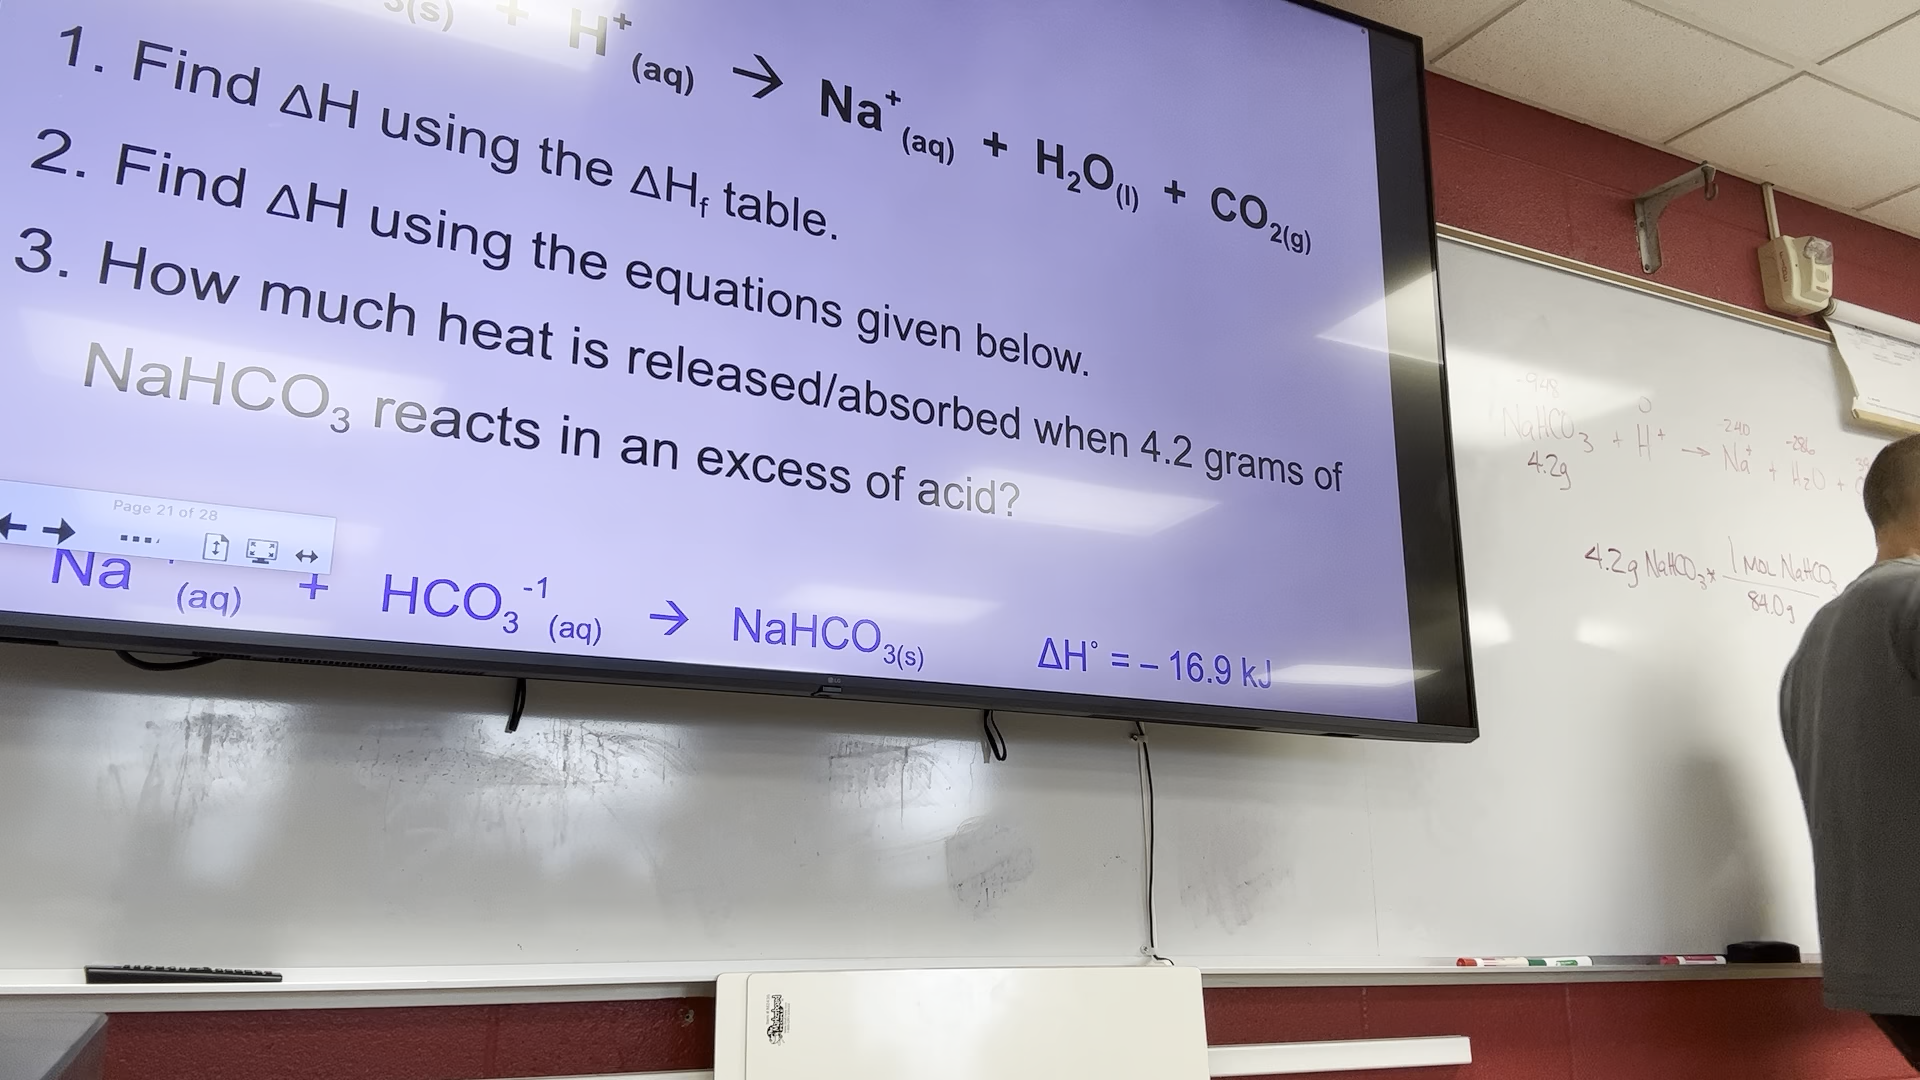 3(s) + H⁺(aq) → Na⁺(aq) + H₂O(l) + CO₂(g)
1. Find ΔH using the ΔHf table.
2. Find ΔH using the equations given below.
3. How much heat is released/absorbed when 4.2 grams of
NaHCO₃ reacts in an excess of acid?
Page 21 of 28
Na (aq) + HCO₃⁻¹(aq) → NaHCO₃(s) ΔH° = – 16.9 kJ
LG
-948 0 -240 -286
NaHCO₃ + H⁺ → Na⁺ + H₂O +
4.2g
4.2g NaHCO₃ * 1 MOL NaHCO₃
84.0g